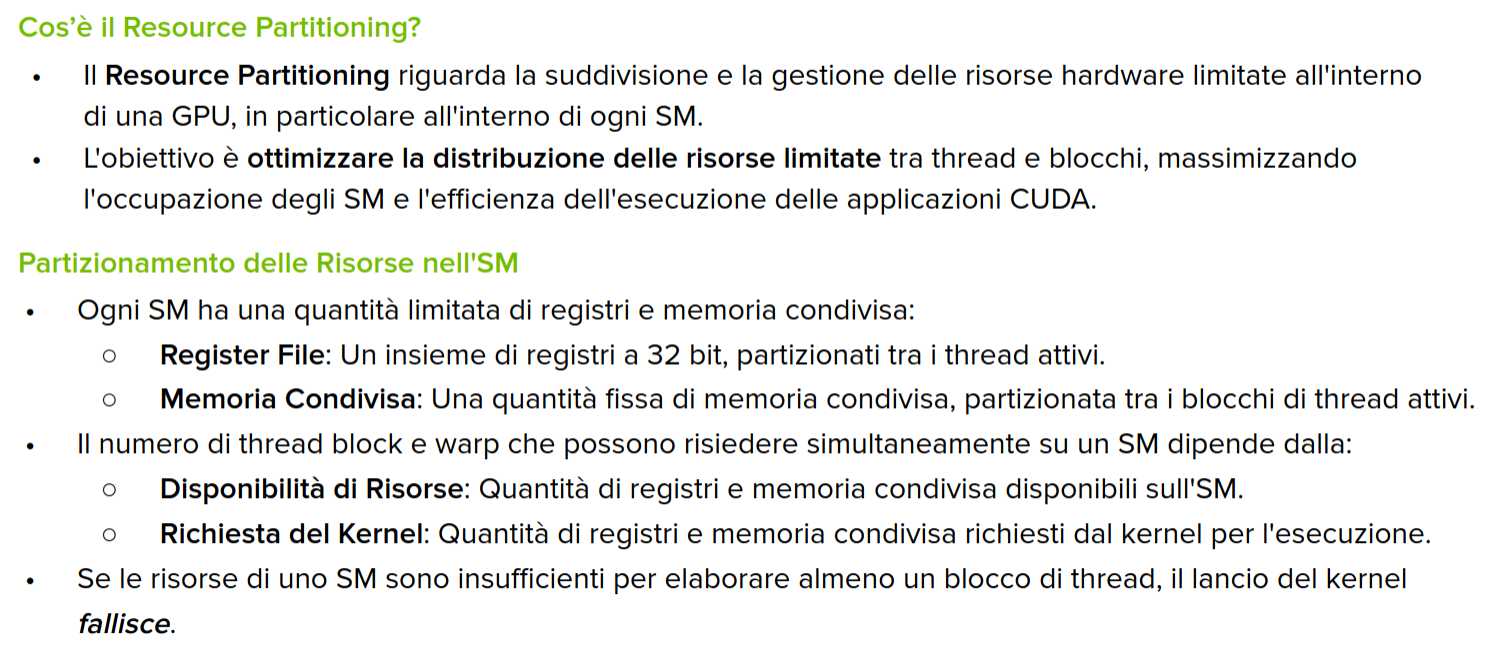 Cos'è il Resource Partitioning?
• Il Resource Partitioning riguarda la suddivisione e la gestione delle risorse hardware limitate all'interno
di una GPU, in particolare all'interno di ogni SM.
• L'obiettivo è ottimizzare la distribuzione delle risorse limitate tra thread e blocchi, massimizzando
l'occupazione degli SM e l'efficienza dell'esecuzione delle applicazioni CUDA.
Partizionamento delle Risorse nell'SM
• Ogni SM ha una quantità limitata di registri e memoria condivisa:
○ Register File: Un insieme di registri a 32 bit, partizionati tra i thread attivi.
○ Memoria Condivisa: Una quantità fissa di memoria condivisa, partizionata tra i blocchi di thread attivi.
• Il numero di thread block e warp che possono risiedere simultaneamente su un SM dipende dalla:
○ Disponibilità di Risorse: Quantità di registri e memoria condivisa disponibili sull'SM.
○ Richiesta del Kernel: Quantità di registri e memoria condivisa richiesti dal kernel per l'esecuzione.
• Se le risorse di uno SM sono insufficienti per elaborare almeno un blocco di thread, il lancio del kernel
fallisce.